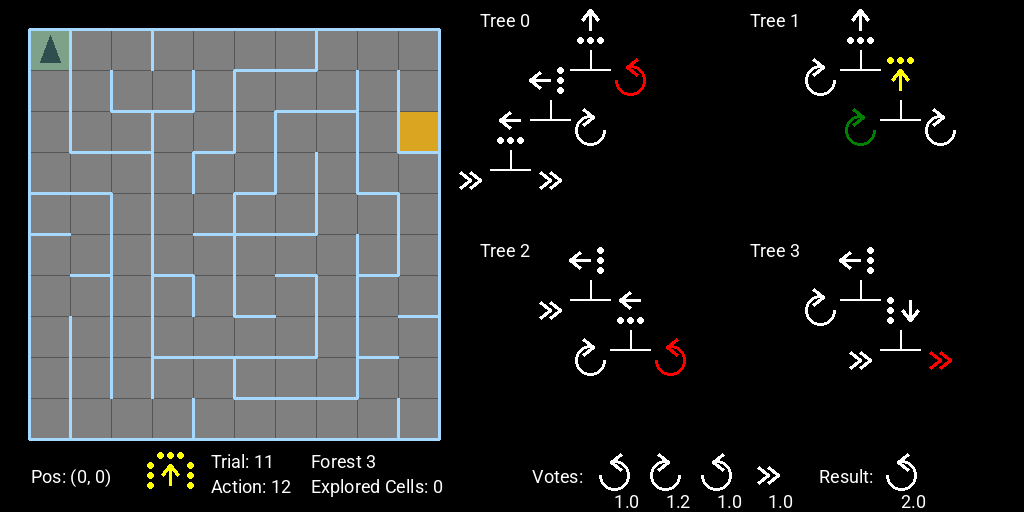 Tree 0
Tree 1
Tree 2
Tree 3
Pos: (0, 0)
Trial: 11
Forest 3
Action: 12
Explored Cells: 0
Votes:
1.0
1.2
1.0
1.0
Result:
2.0